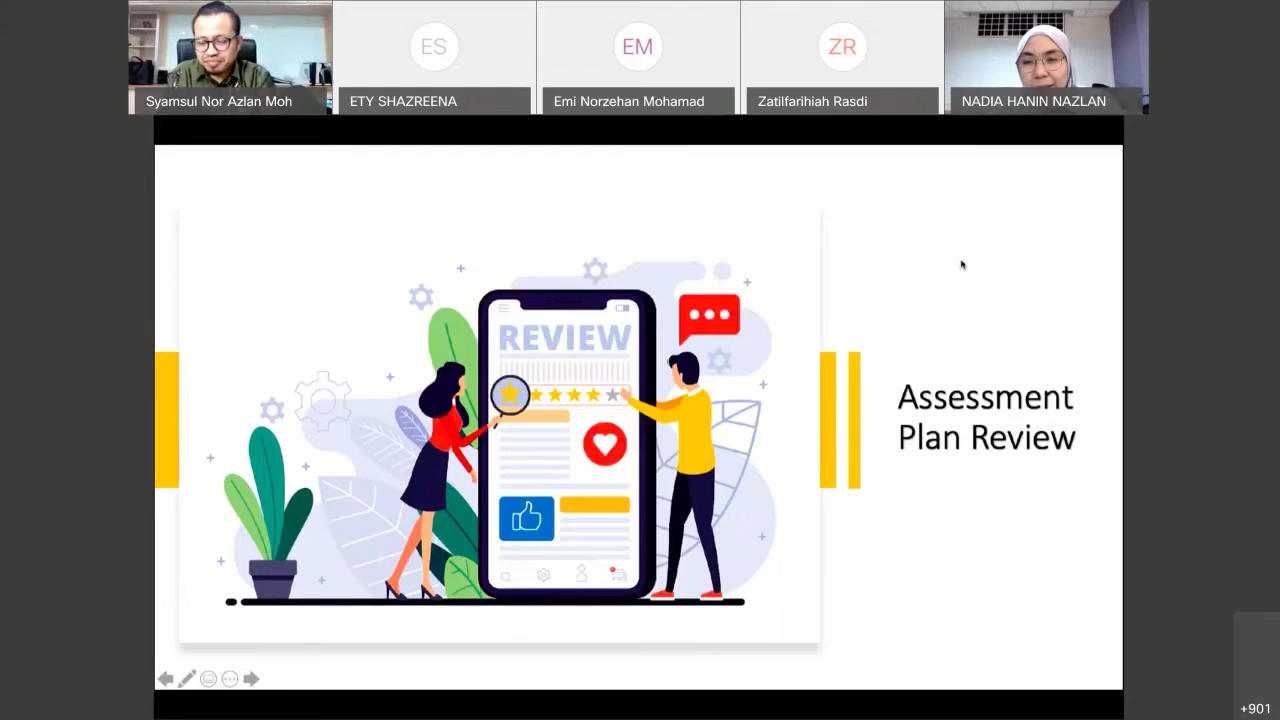 ES
EM
ZR
Syamsul Nor Azlan Moh
ETY SHAZREENA
Emi Norzehan Mohamad
Zatilfarihiah Rasdi
NADIA HANIN NAZLAN
REVIEW
Assessment
Plan Review
+901